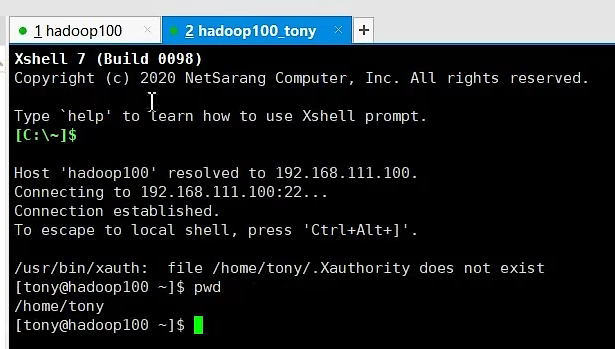 1 hadoop100
2 hadoop100_tony
Xshell 7 (Build 0098)
Copyright (c) 2020 NetSarang Computer, Inc. All rights reserved.
Type `help' to learn how to use Xshell prompt.
[C:\~]$
Host 'hadoop100' resolved to 192.168.111.100.
Connecting to 192.168.111.100:22...
Connection established.
To escape to local shell, press 'Ctrl+Alt+]'.
/usr/bin/xauth:  file /home/tony/.Xauthority does not exist
[tony@hadoop100 ~]$ pwd
/home/tony
[tony@hadoop100 ~]$